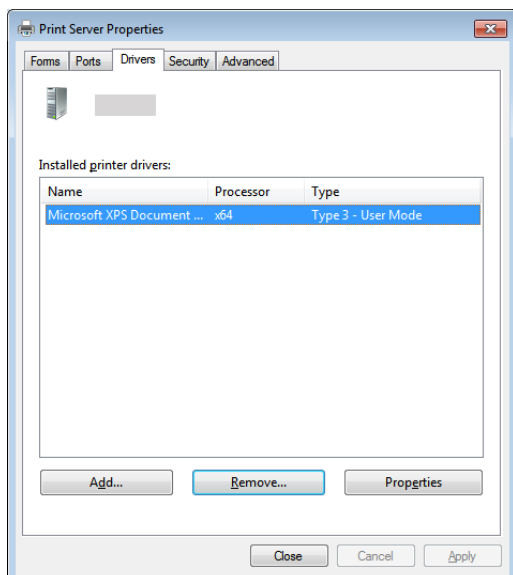 Print Server Properties
Forms Ports Drivers Security Advanced
Installed printer drivers:
Name Processor Type
Microsoft XPS Document ... x64 Type 3 - User Mode
Add... Remove... Properties
Close Cancel Apply